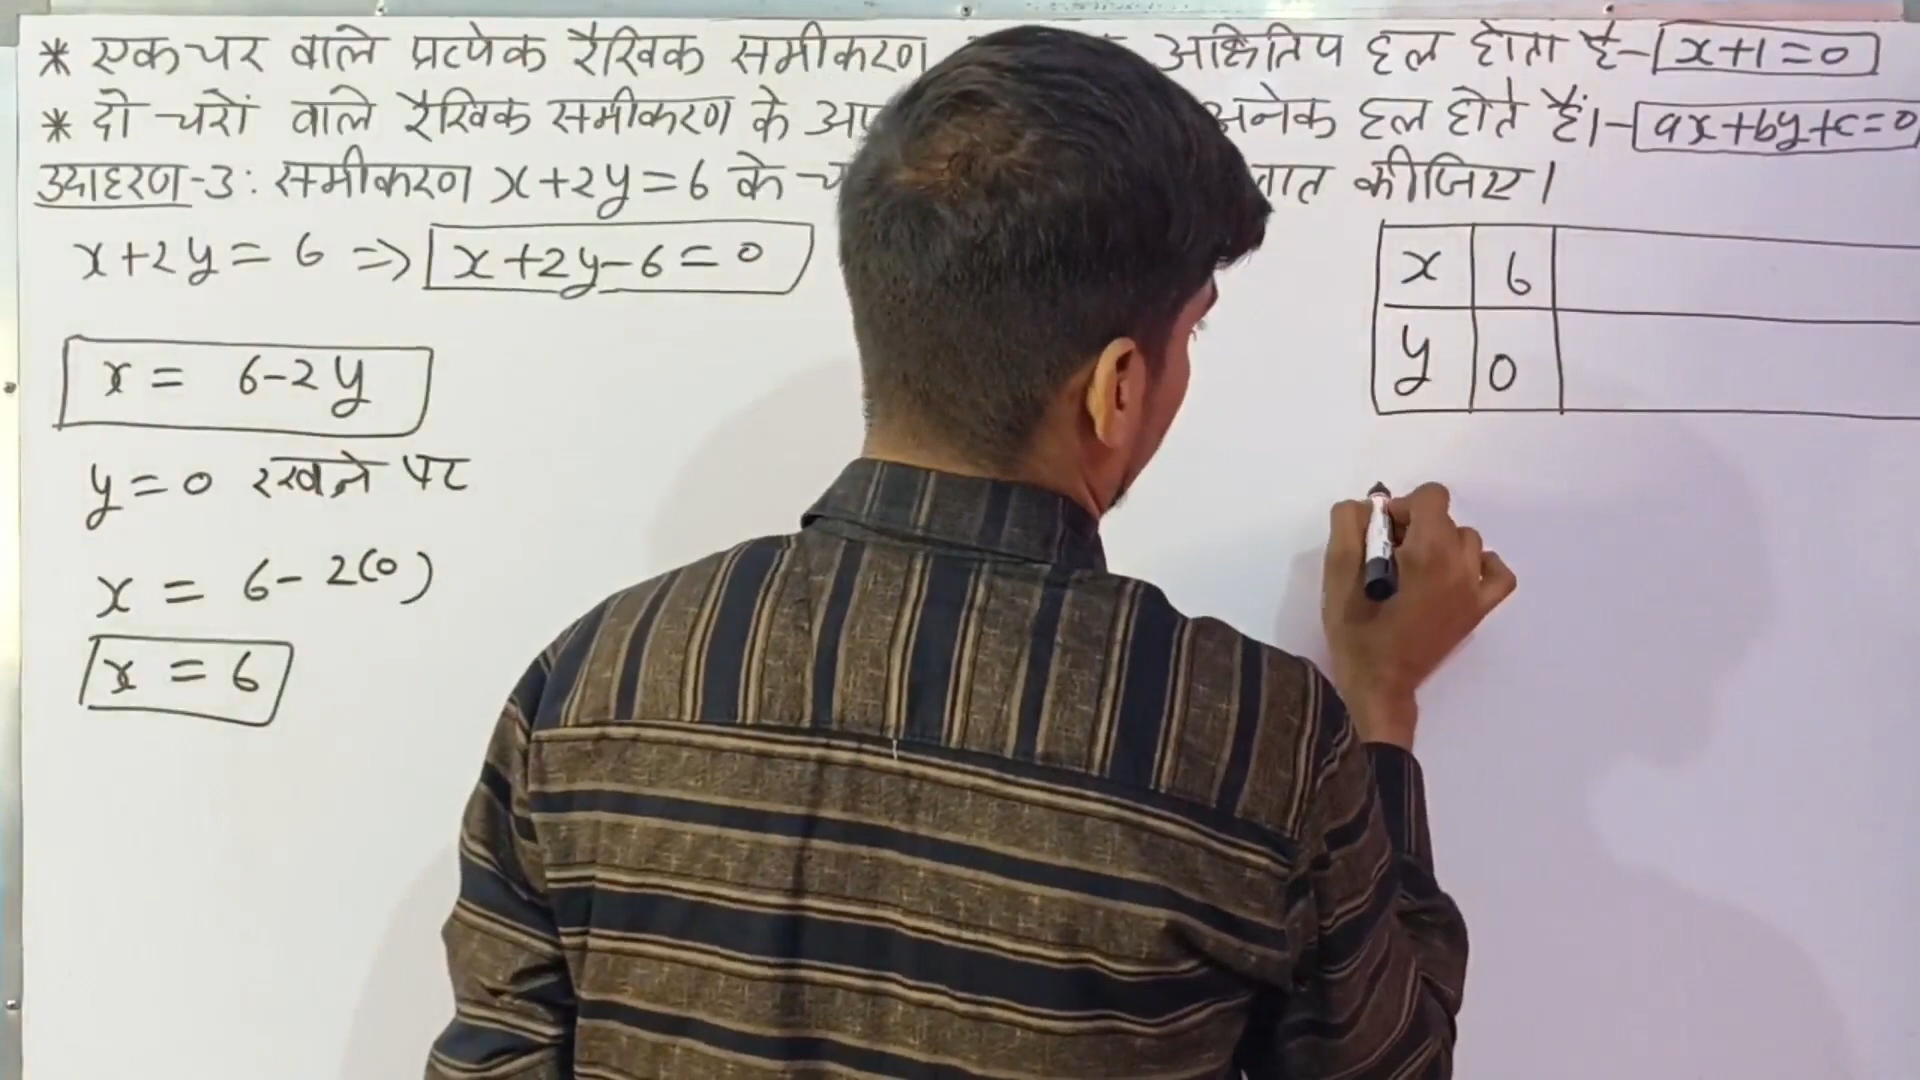 * एक चर वाले प्रत्येक रैखिक समीकरण अद्वितिय हल होता है- x+1=0
* दो चरों वाले रैखिक समीकरण के अनेक हल होते हैं।- ax+by+c=0
उदाहरण-3: समीकरण x+2y=6 के कीजिए।
x+2y=6 => x+2y-6=0
x 6
y 0
x = 6-2y
y=0 रखने पर
x = 6-2(0)
x = 6